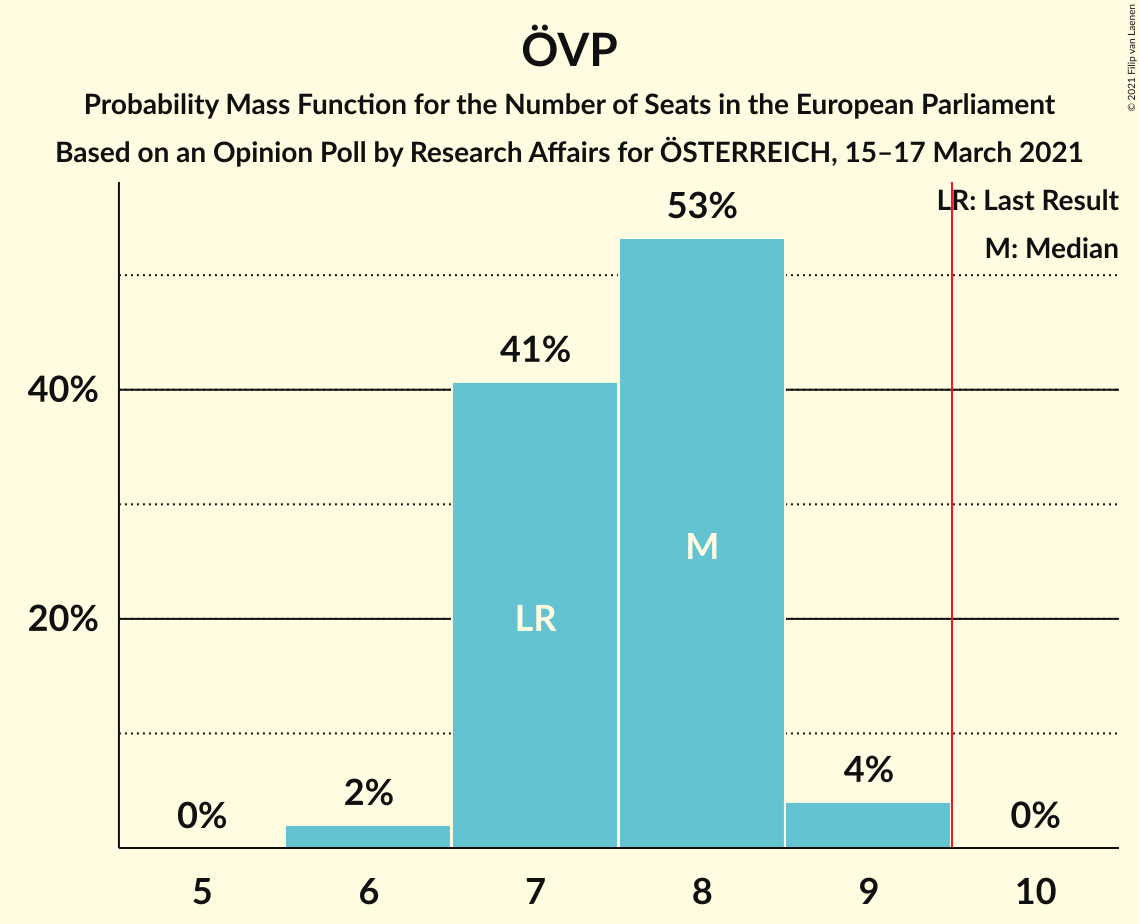 ÖVP
Probability Mass Function for the Number of Seats in the European Parliament
Based on an Opinion Poll by Research Affairs for ÖSTERREICH, 15–17 March 2021
© 2021 Filip van Laenen
LR: Last Result
M: Median
53%
41%
40%
M
LR
20%
4%
2%
0%
0%
5 6 7 8 9 10